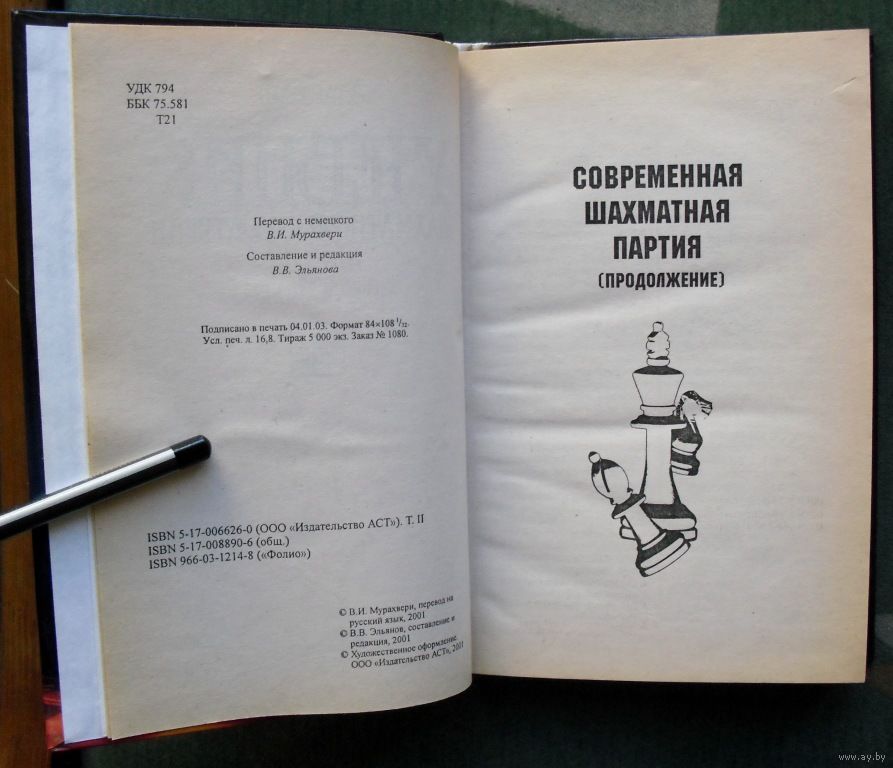 УДК 794
ББК 75.581
Т21
Перевод с немецкого
В.И. Мурахвери
Составление и редакция
В.В. Эльянова
Подписано в печать 04.01.03. Формат 84×108 1/32.
Усл. печ. л. 16,8. Тираж 5 000 экз. Заказ № 1080.
ISBN 5-17-006626-0 (ООО «Издательство АСТ»). Т. II
ISBN 5-17-008890-6 (общ.)
ISBN 966-03-1214-8 («Фолио»)
© В.И. Мурахвери, перевод на
русский язык, 2001
© В.В. Эльянов, составление и
редакция, 2001
© Художественное оформление
ООО «Издательство АСТ», 2001
СОВРЕМЕННАЯ
ШАХМАТНАЯ
ПАРТИЯ
(ПРОДОЛЖЕНИЕ)
www.ay.by